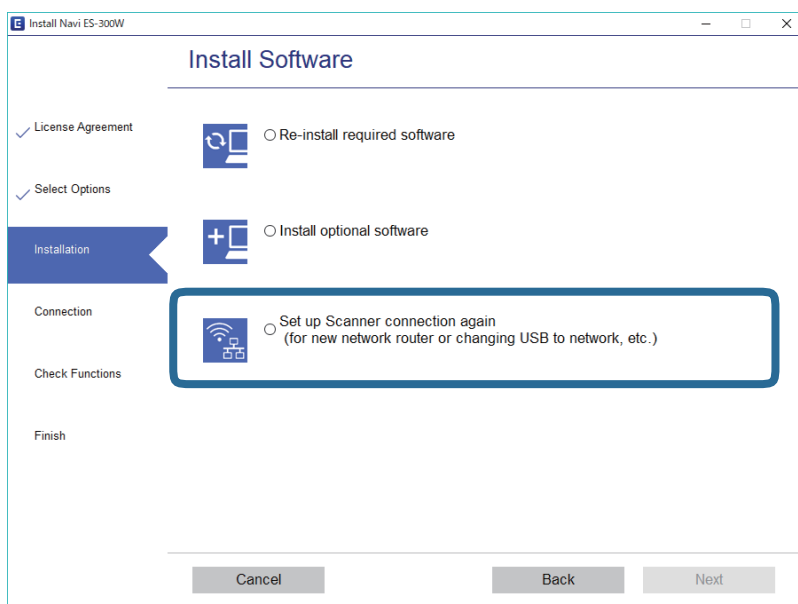 E Install Navi ES-300W
Install Software
License Agreement
Select Options
Installation
Connection
Check Functions
Finish
Re-install required software
Install optional software
Set up Scanner connection again
(for new network router or changing USB to network, etc.)
Cancel
Back
Next